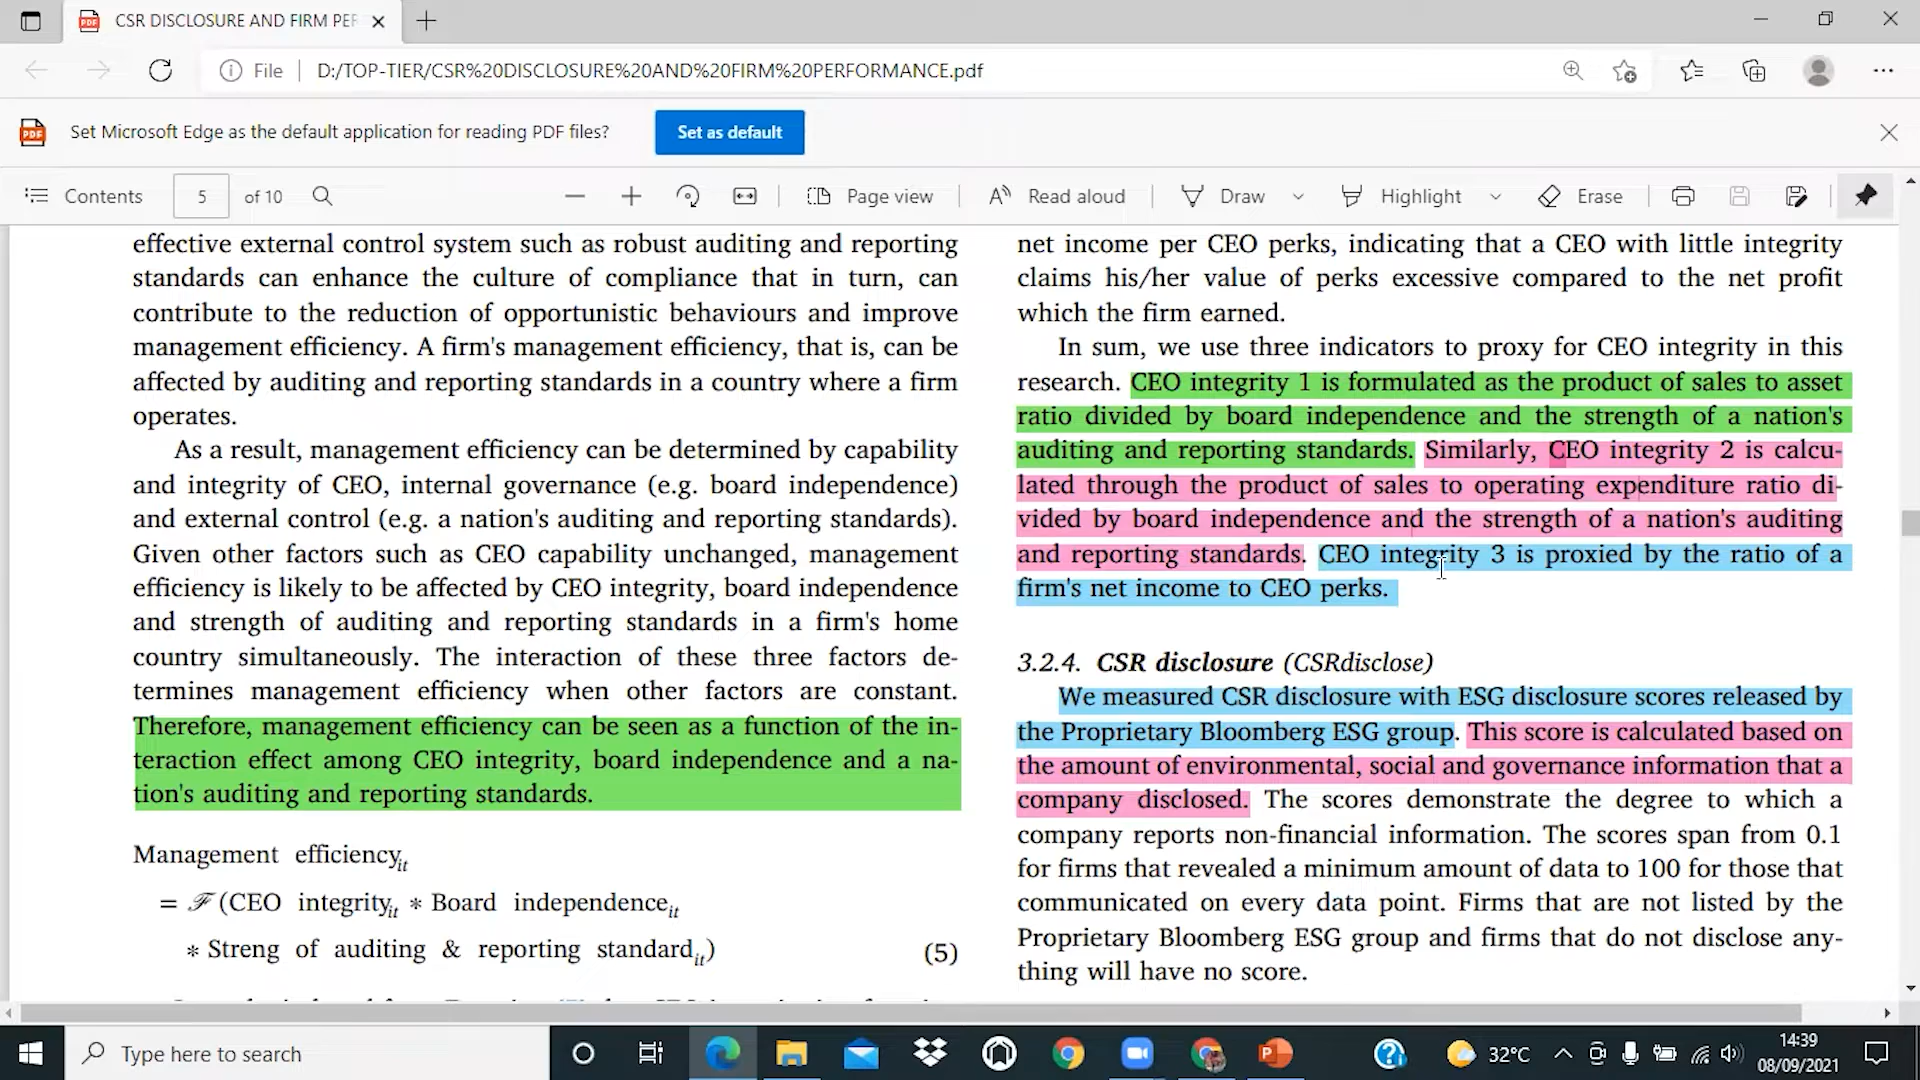 CSR DISCLOSURE AND FIRM PER
File
D:/TOP-TIER/CSR%20DISCLOSURE%20AND%20FIRM%20PERFORMANCE.pdf
PDF
Set Microsoft Edge as the default application for reading PDF files?
Set as default
Contents
5
of 10
Page view
Read aloud
Draw
Highlight
Erase
effective external control system such as robust auditing and reporting
standards can enhance the culture of compliance that in turn, can
contribute to the reduction of opportunistic behaviours and improve
management efficiency. A firm's management efficiency, that is, can be
affected by auditing and reporting standards in a country where a firm
operates.
As a result, management efficiency can be determined by capability
and integrity of CEO, internal governance (e.g. board independence)
and external control (e.g. a nation's auditing and reporting standards).
Given other factors such as CEO capability unchanged, management
efficiency is likely to be affected by CEO integrity, board independence
and strength of auditing and reporting standards in a firm's home
country simultaneously. The interaction of these three factors de-
termines management efficiency when other factors are constant.
Therefore, management efficiency can be seen as a function of the in-
teraction effect among CEO integrity, board independence and a na-
tion's auditing and reporting standards.
Management efficiency it
= ℱ (CEO integrity it * Board independence it
* Streng of auditing & reporting standard it)
(5)
net income per CEO perks, indicating that a CEO with little integrity
claims his/her value of perks excessive compared to the net profit
which the firm earned.
In sum, we use three indicators to proxy for CEO integrity in this
research. CEO integrity 1 is formulated as the product of sales to asset
ratio divided by board independence and the strength of a nation's
auditing and reporting standards. Similarly, CEO integrity 2 is calcu-
lated through the product of sales to operating expenditure ratio di-
vided by board independence and the strength of a nation's auditing
and reporting standards. CEO integrity 3 is proxied by the ratio of a
firm's net income to CEO perks.
3.2.4. CSR disclosure (CSRdisclose)
We measured CSR disclosure with ESG disclosure scores released by
the Proprietary Bloomberg ESG group. This score is calculated based on
the amount of environmental, social and governance information that a
company disclosed. The scores demonstrate the degree to which a
company reports non-financial information. The scores span from 0.1
for firms that revealed a minimum amount of data to 100 for those that
communicated on every data point. Firms that are not listed by the
Proprietary Bloomberg ESG group and firms that do not disclose any-
thing will have no score.
Type here to search
32°C
14:39
08/09/2021